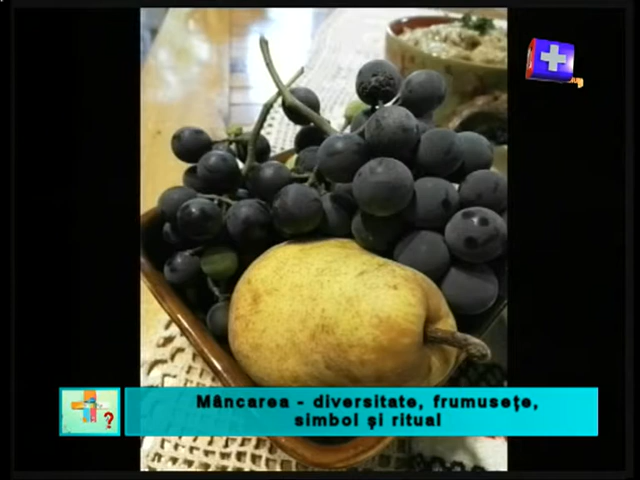 Mâncarea - diversitate, frumusețe,
simbol și ritual
?